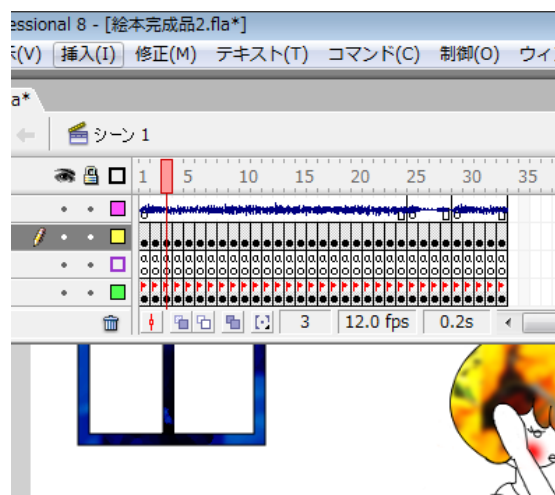 essional 8 - [絵本完成品2.fla*]
(V) 挿入(I) 修正(M) テキスト(T) コマンド(C) 制御(O) ウィ
a*
シーン 1
1 5 10 15 20 25 30 35
3 12.0 fps 0.2s